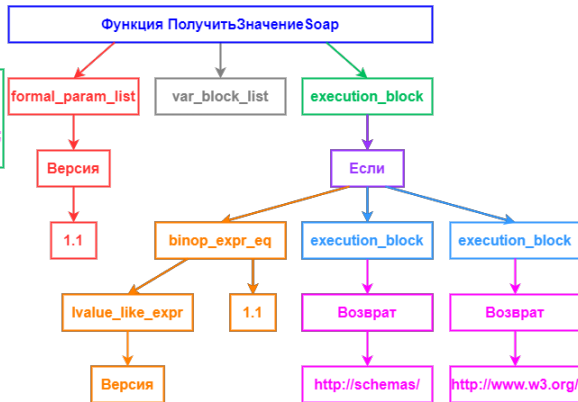 Функция ПолучитьЗначениеSoap
formal_param_list
var_block_list
execution_block
Версия
Если
1.1
binop_expr_eq
execution_block
execution_block
lvalue_like_expr
1.1
Возврат
Возврат
Версия
http://schemas/
http://www.w3.org/